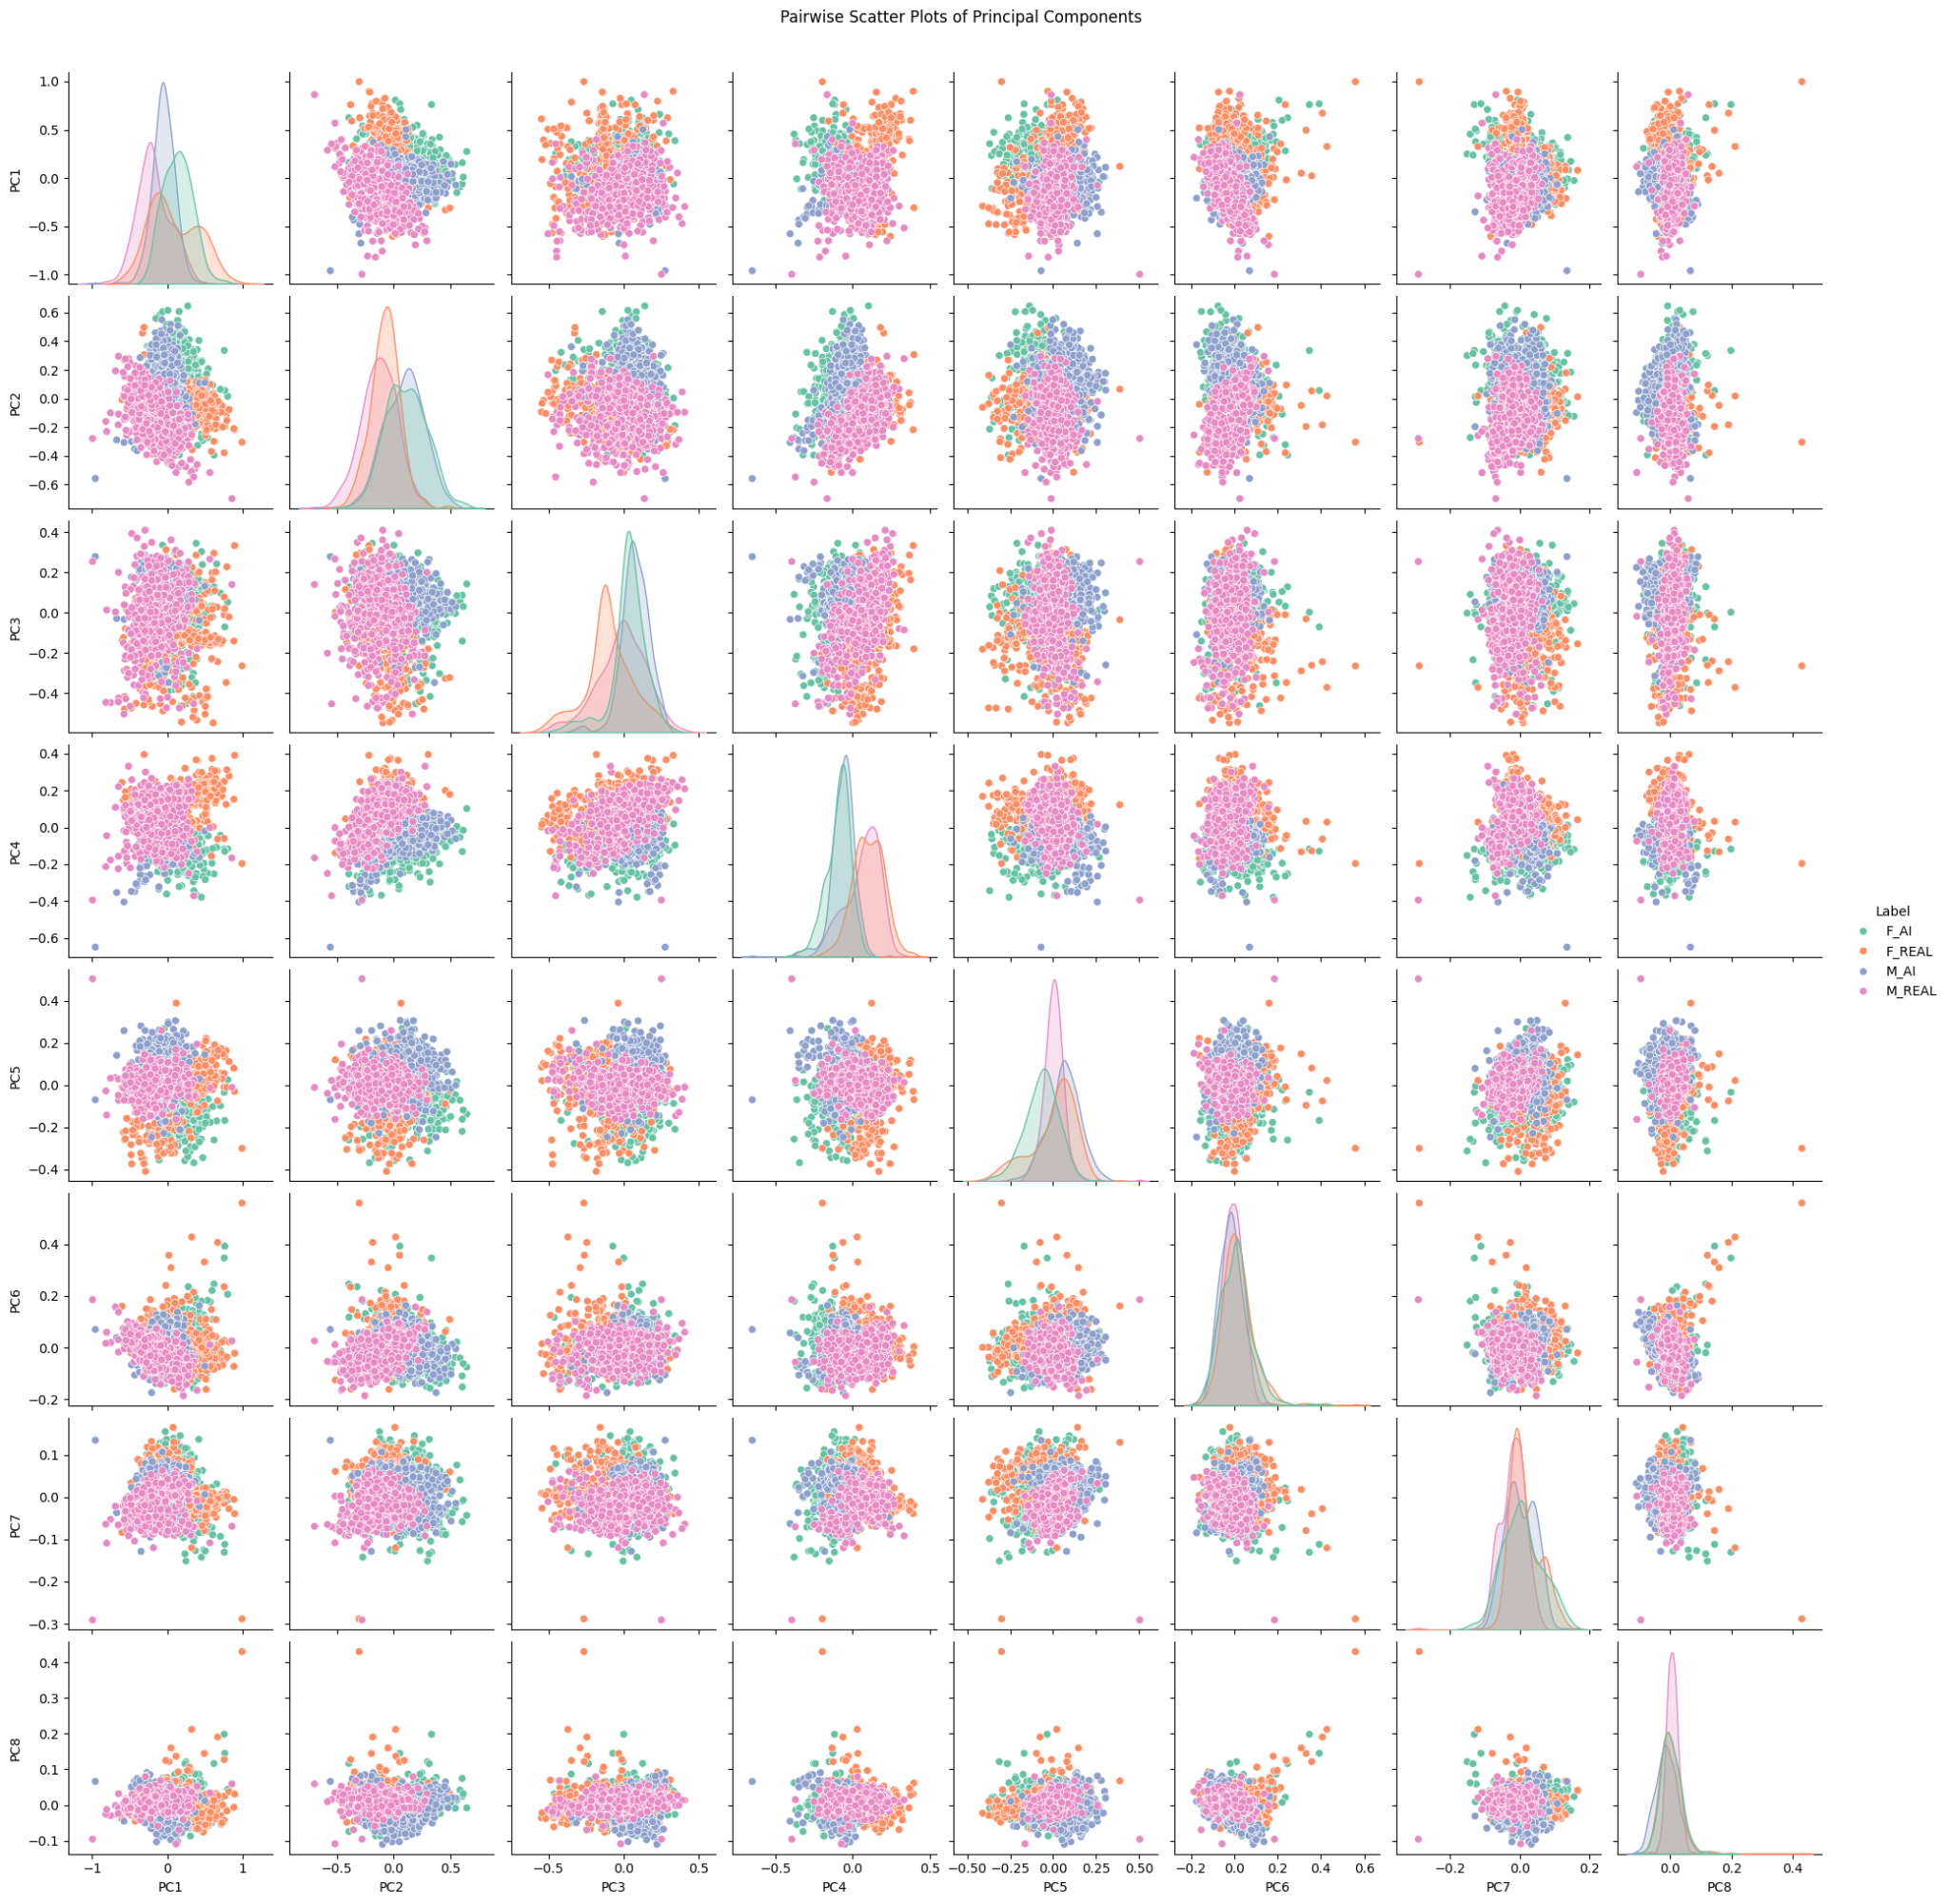 Pairwise Scatter Plots of Principal Components
1.0
0.5
0.0
−0.5
−1.0
PC1
0.6
0.4
0.2
0.0
−0.2
−0.4
−0.6
PC2
0.4
0.2
0.0
−0.2
−0.4
PC3
0.4
0.2
0.0
−0.2
−0.4
−0.6
PC4
Label
F_AI
F_REAL
M_AI
M_REAL
0.4
0.2
0.0
−0.2
−0.4
PC5
0.4
0.2
0.0
−0.2
PC6
0.1
0.0
−0.1
−0.2
−0.3
PC7
0.4
0.3
0.2
0.1
0.0
−0.1
PC8
−1 0 1 −0.5 0.0 0.5 −0.5 0.0 0.5 −0.5 0.0 0.5 −0.50 −0.25 0.00 0.25 0.50 −0.2 0.0 0.2 0.4 0.6 −0.2 0.0 0.2 0.0 0.2 0.4
PC1 PC2 PC3 PC4 PC5 PC6 PC7 PC8